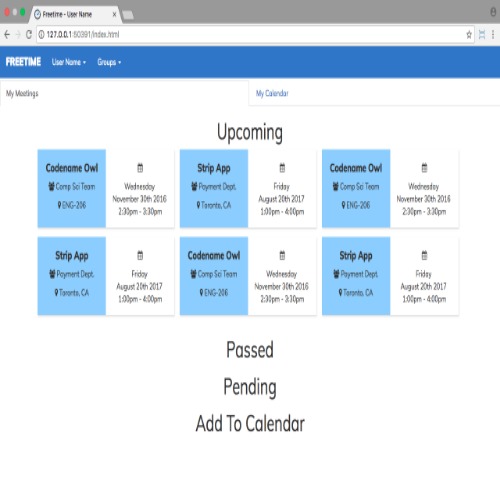 Freetime - User Name
127.0.0.1:60391/index.html
FREETIME User Name Groups
My Meetings My Calendar
Upcoming
Codename Owl
Comp Sci Team
ENG-206
Wednesday
November 30th 2016
2:30pm - 3:30pm
Strip App
Payment Dept.
Toronto, CA
Friday
August 20th 2017
1:00pm - 4:00pm
Codename Owl
Comp Sci Team
ENG-206
Wednesday
November 30th 2016
2:30pm - 3:30pm
Strip App
Payment Dept.
Toronto, CA
Friday
August 20th 2017
1:00pm - 4:00pm
Codename Owl
Comp Sci Team
ENG-206
Wednesday
November 30th 2016
2:30pm - 3:30pm
Strip App
Payment Dept.
Toronto, CA
Friday
August 20th 2017
1:00pm - 4:00pm
Passed
Pending
Add To Calendar